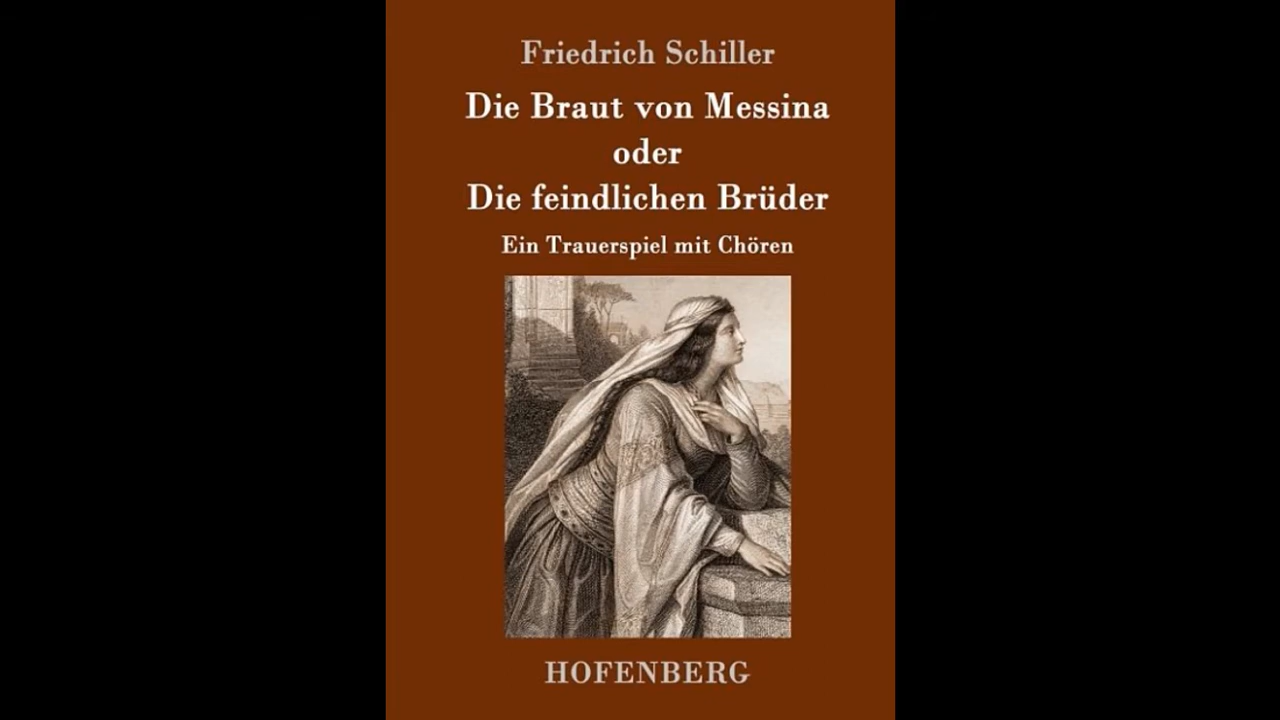 Friedrich Schiller
Die Braut von Messina
oder
Die feindlichen Brüder
Ein Trauerspiel mit Chören
HOFENBERG